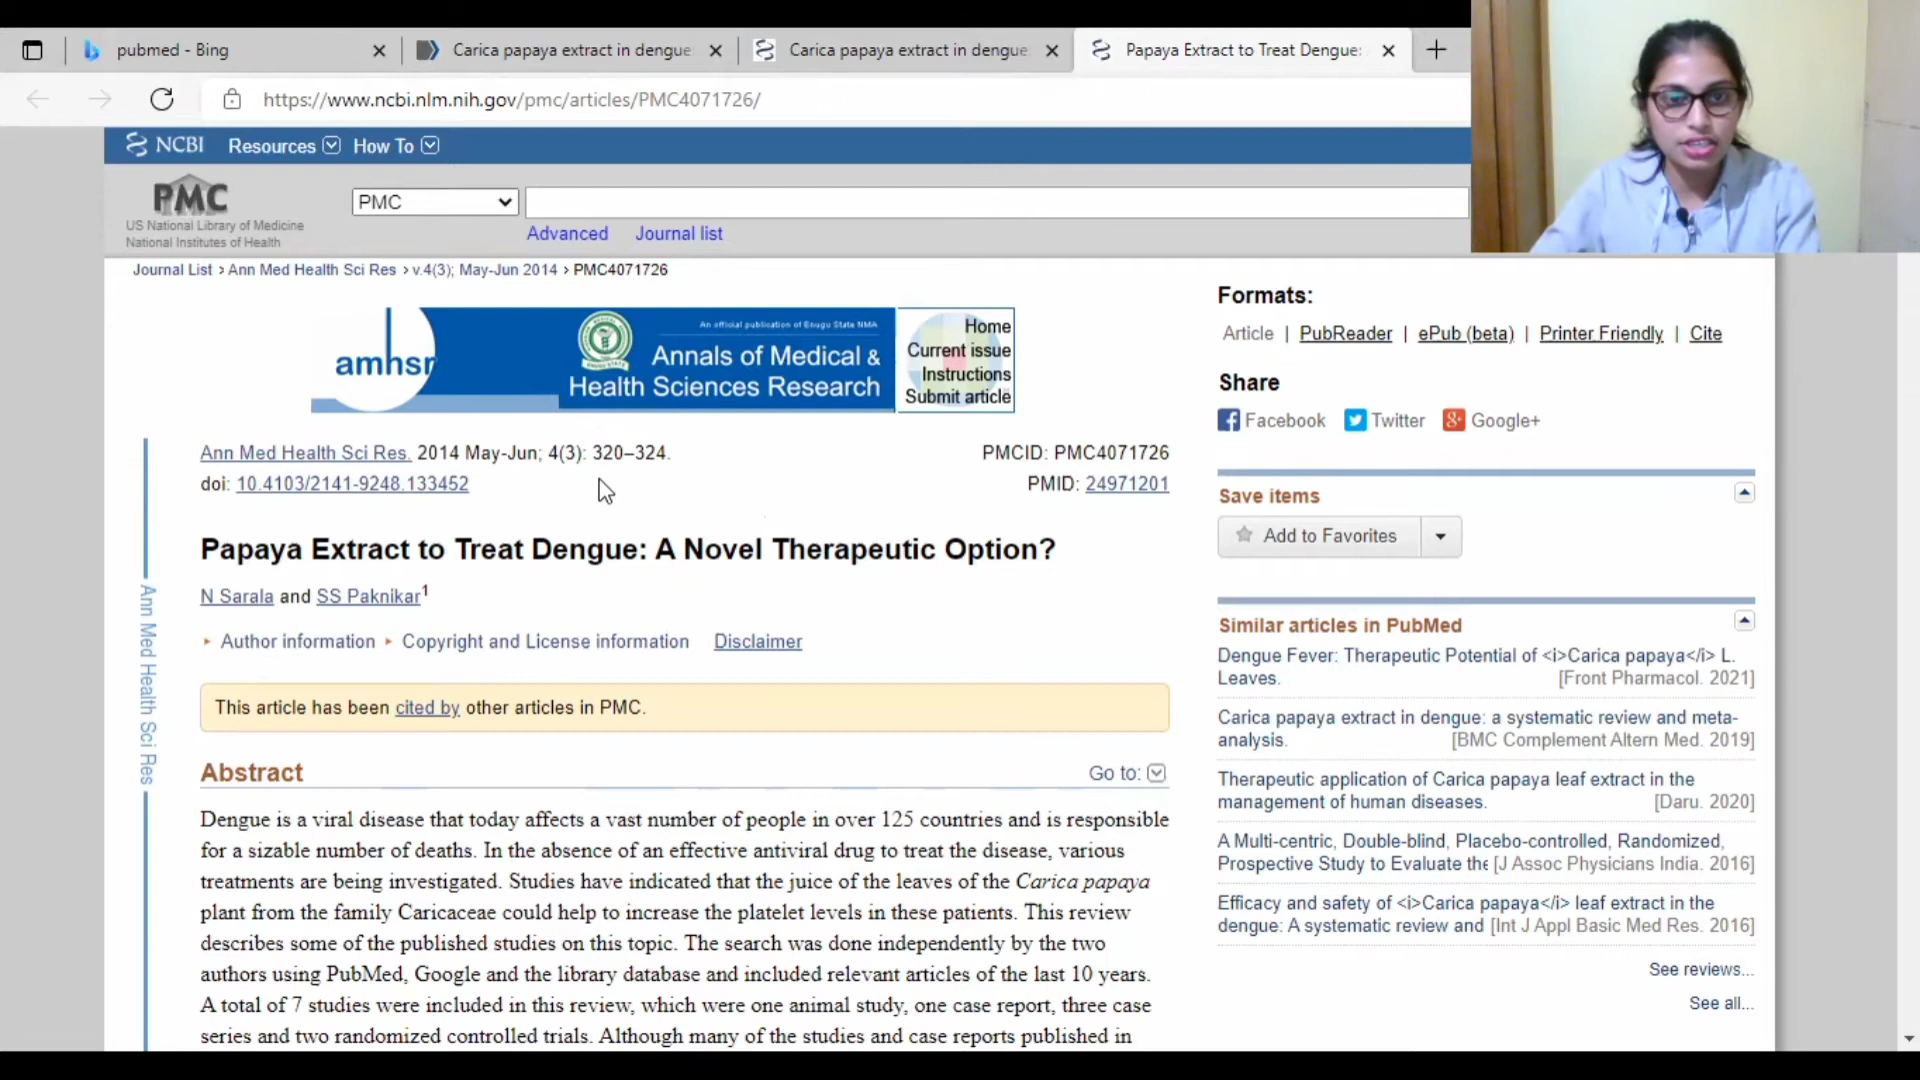 pubmed - Bing
Carica papaya extract in dengue
Carica papaya extract in dengue
Papaya Extract to Treat Dengue:
https://www.ncbi.nlm.nih.gov/pmc/articles/PMC4071726/
NCBI Resources How To
PMC
US National Library of Medicine
National Institutes of Health
PMC
Advanced Journal list
Journal List > Ann Med Health Sci Res > v.4(3); May-Jun 2014 > PMC4071726
amhsr
An official publication of Enugu State NMA
Annals of Medical &
Health Sciences Research
Home
Current issue
Instructions
Submit article
Ann Med Health Sci Res. 2014 May-Jun; 4(3): 320–324.
doi: 10.4103/2141-9248.133452
PMCID: PMC4071726
PMID: 24971201
Papaya Extract to Treat Dengue: A Novel Therapeutic Option?
N Sarala and SS Paknikar1
Author information Copyright and License information Disclaimer
This article has been cited by other articles in PMC.
Abstract
Go to:
Dengue is a viral disease that today affects a vast number of people in over 125 countries and is responsible
for a sizable number of deaths. In the absence of an effective antiviral drug to treat the disease, various
treatments are being investigated. Studies have indicated that the juice of the leaves of the Carica papaya
plant from the family Caricaceae could help to increase the platelet levels in these patients. This review
describes some of the published studies on this topic. The search was done independently by the two
authors using PubMed, Google and the library database and included relevant articles of the last 10 years.
A total of 7 studies were included in this review, which were one animal study, one case report, three case
series and two randomized controlled trials. Although many of the studies and case reports published in
Ann Med Health Sci Res
Formats:
Article | PubReader | ePub (beta) | Printer Friendly | Cite
Share
Facebook Twitter Google+
Save items
Add to Favorites
Similar articles in PubMed
Dengue Fever: Therapeutic Potential of <i>Carica papaya</i> L.
Leaves. [Front Pharmacol. 2021]
Carica papaya extract in dengue: a systematic review and meta-
analysis. [BMC Complement Altern Med. 2019]
Therapeutic application of Carica papaya leaf extract in the
management of human diseases. [Daru. 2020]
A Multi-centric, Double-blind, Placebo-controlled, Randomized,
Prospective Study to Evaluate the [J Assoc Physicians India. 2016]
Efficacy and safety of <i>Carica papaya</i> leaf extract in the
dengue: A systematic review and [Int J Appl Basic Med Res. 2016]
See reviews...
See all...